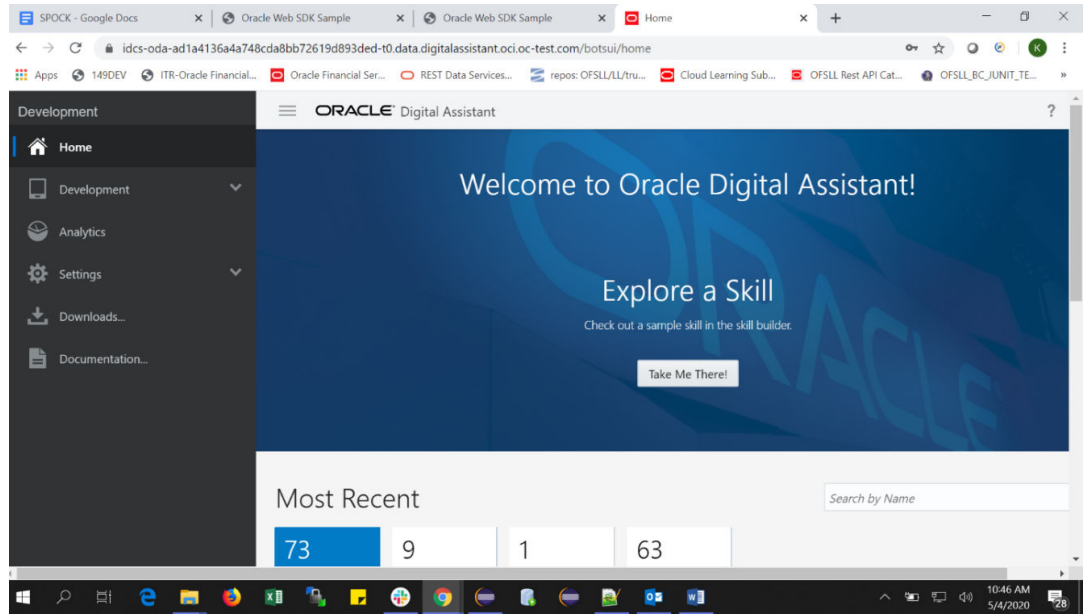 SPOCK - Google Docs
Oracle Web SDK Sample
Oracle Web SDK Sample
Home
idcs-oda-ad1a4136a4a748cda8bb72619d893ded-t0.data.digitalassistant.oci.oc-test.com/botsui/home
K
Apps
149DEV
ITR-Oracle Financial...
Oracle Financial Ser...
REST Data Services...
repos: OFSLL/LL/tru...
Cloud Learning Sub...
OFSLL Rest API Cat...
OFSLL_BC_JUNIT_TE...
»
Development
ORACLE® Digital Assistant
?
Home
Development
Analytics
Settings
Downloads...
Documentation...
Welcome to Oracle Digital Assistant!
Explore a Skill
Check out a sample skill in the skill builder.
Take Me There!
ORACLE
Most Recent
Search by Name
73
9
1
63
10:46 AM
5/4/2020
28